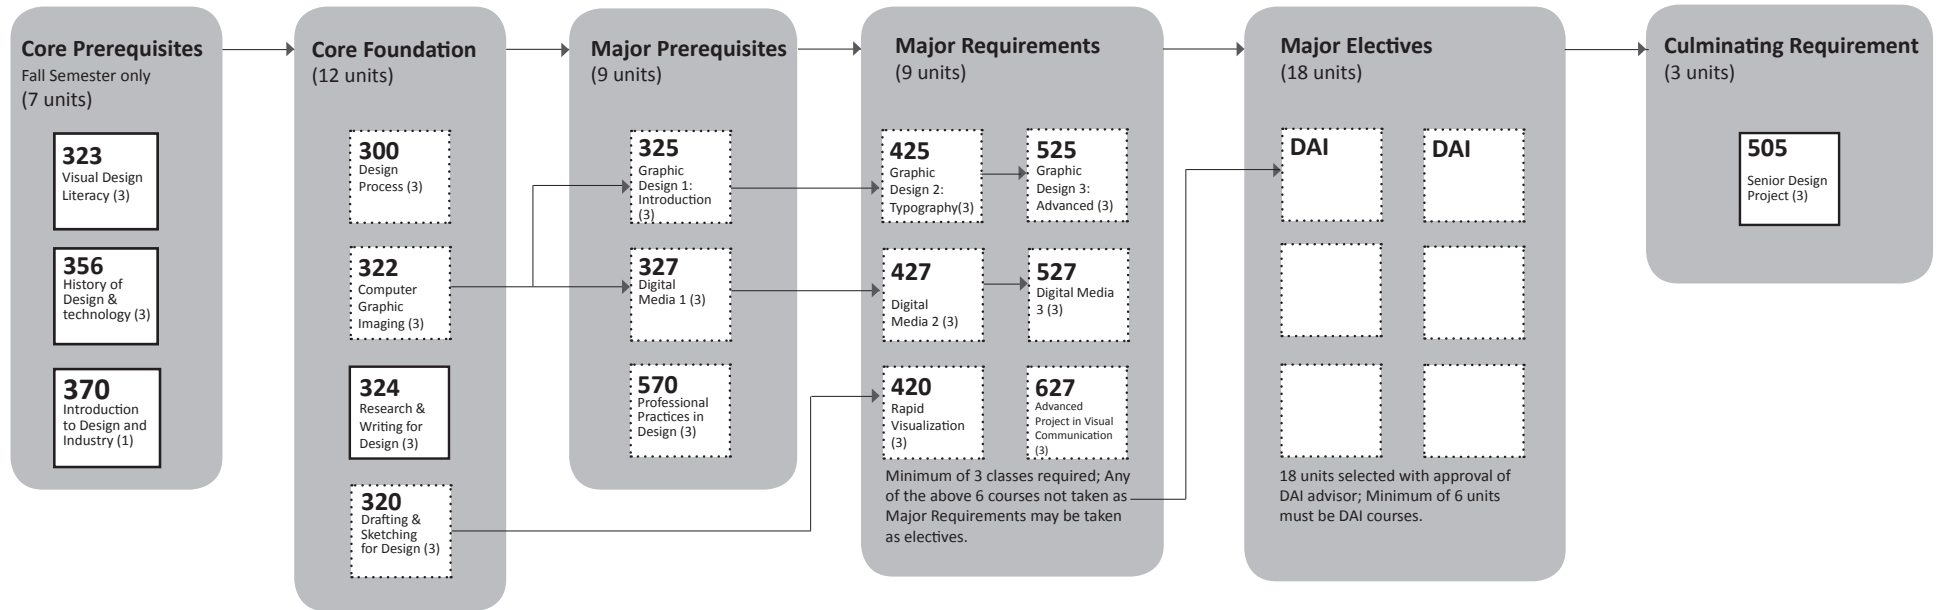 Core Prerequisites
Fall Semester only
(7 units)
323
Visual Design
Literacy (3)
356
History of
Design &
technology (3)
370
Introduction
to Design and
Industry (1)
Core Foundation
(12 units)
300
Design
Process (3)
322
Computer
Graphic
Imaging (3)
324
Research &
Writing for
Design (3)
320
Drafting &
Sketching
for Design (3)
Major Prerequisites
(9 units)
325
Graphic
Design 1:
Introduction
(3)
327
Digital
Media 1 (3)
570
Professional
Practices in
Design (3)
Major Requirements
(9 units)
425
Graphic
Design 2:
Typography(3)
525
Graphic
Design 3:
Advanced (3)
427
Digital
Media 2 (3)
527
Digital Media
3 (3)
420
Rapid
Visualization
(3)
627
Advanced
Project in Visual
Communication
(3)
Minimum of 3 classes required; Any
of the above 6 courses not taken as
Major Requirements may be taken
as electives.
Major Electives
(18 units)
DAI
DAI
18 units selected with approval of
DAI advisor; Minimum of 6 units
must be DAI courses.
Culminating Requirement
(3 units)
505
Senior Design
Project (3)